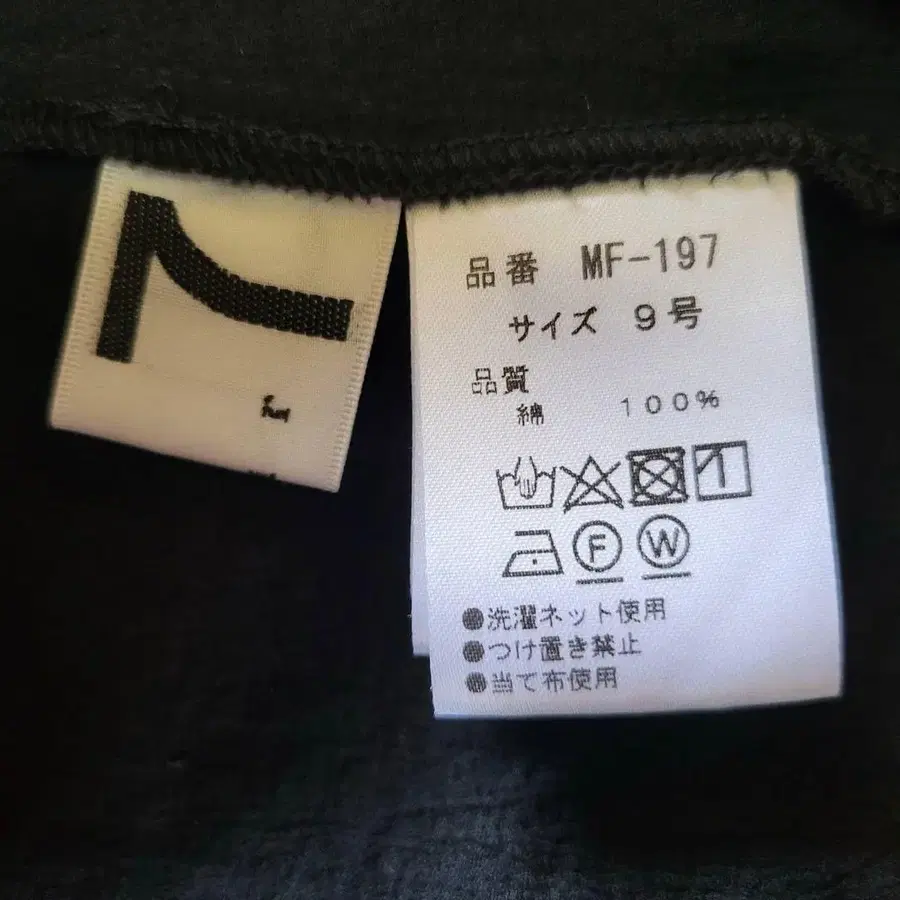 品番 MF-197
サイズ 9号
品質
綿 100%
F W
●洗濯ネット使用
●つけ置き禁止
●当て布使用